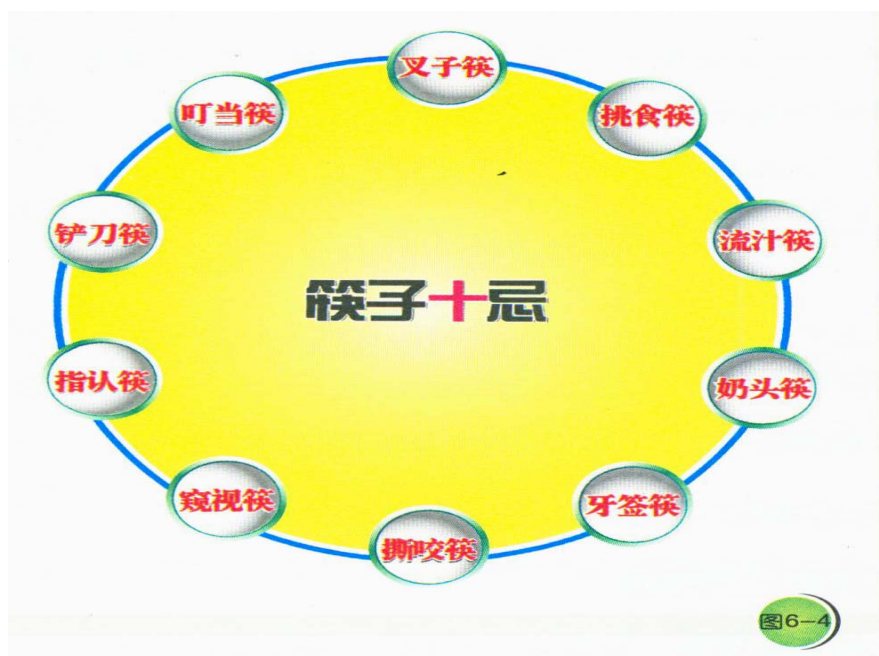 叉子筷
叮当筷
挑食筷
铲刀筷
流汁筷
筷子十忌
指认筷
奶头筷
窥视筷
牙签筷
撕咬筷
图6-4